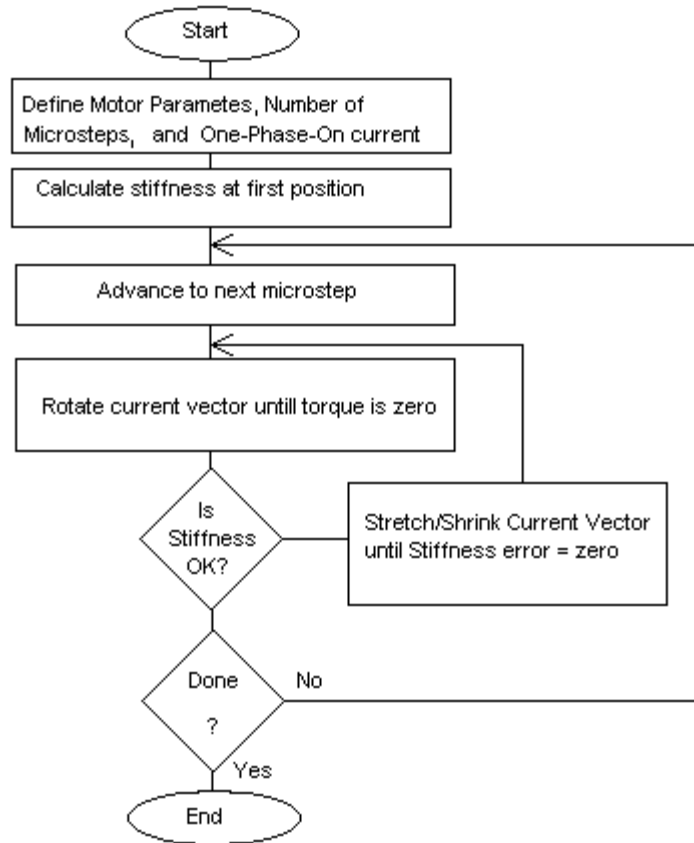 Start
Define Motor Parametes, Number of
Microsteps, and One-Phase-On current
Calculate stiffness at first position
Advance to next microstep
Rotate current vector untill torque is zero
Is
Stiffness
OK?
Stretch/Shrink Current Vector
until Stiffness error = zero
Done
?
No
Yes
End